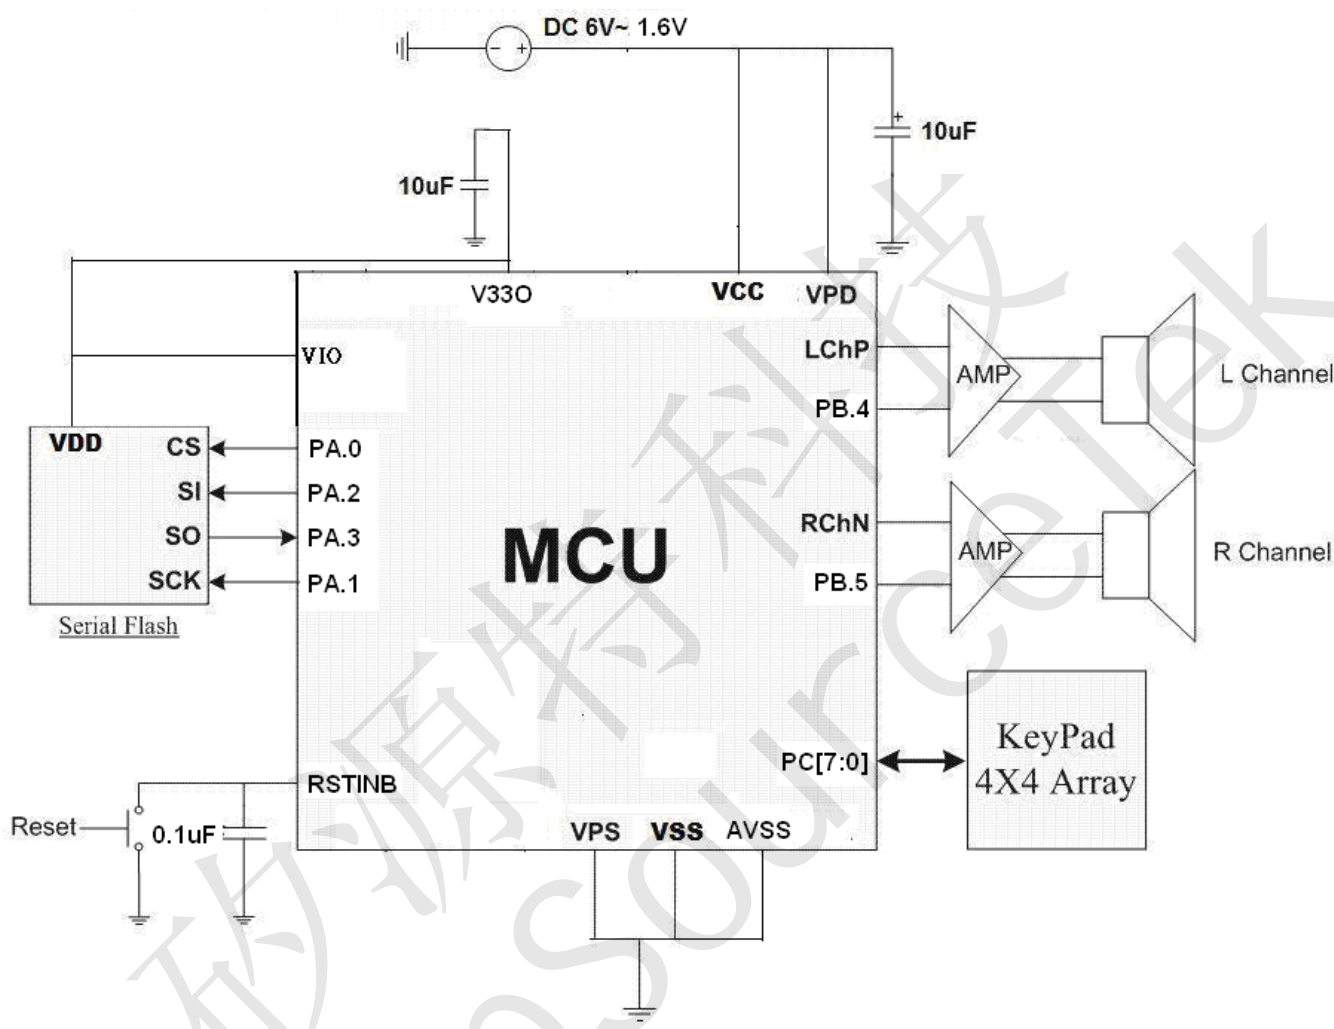 DC 6V~ 1.6V
- +
+
10uF
10uF
V33O
VCC
VPD
VIO
LChP
AMP
L Channel
PB.4
VDD
CS
PA.0
SI
PA.2
SO
PA.3
SCK
PA.1
Serial Flash
MCU
RChN
AMP
R Channel
PB.5
KeyPad
4X4 Array
PC[7:0]
RSTINB
Reset
0.1uF
VPS
VSS
AVSS
矽源特科技
Sourcetek